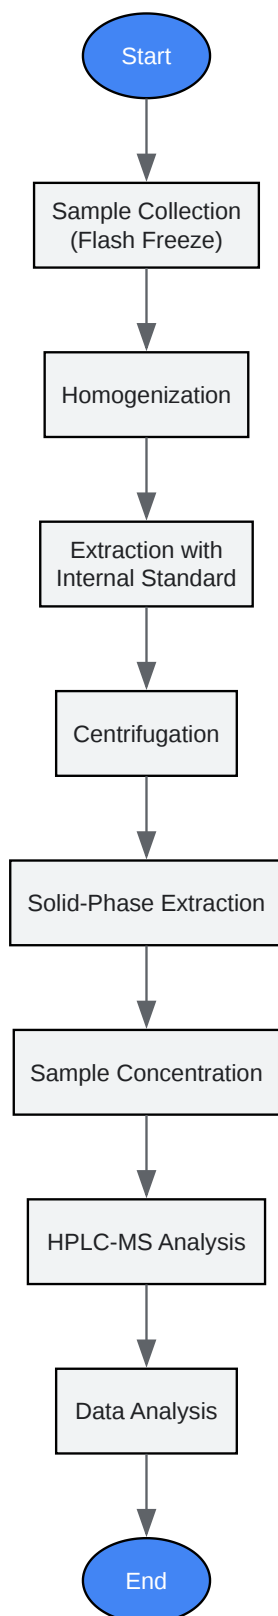 Start
Sample Collection
(Flash Freeze)
Homogenization
Extraction with
Internal Standard
Centrifugation
Solid-Phase Extraction
Sample Concentration
HPLC-MS Analysis
Data Analysis
End